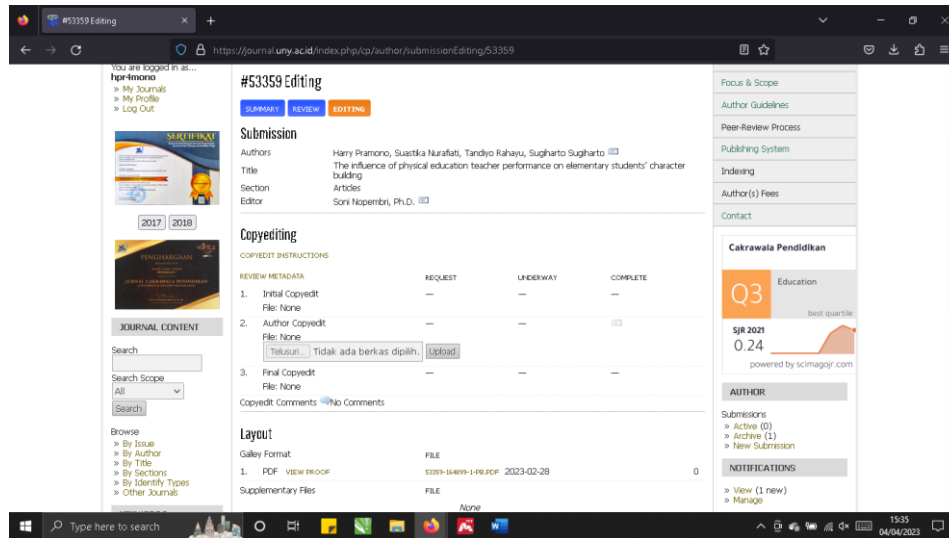 #53359 Editing
https://journal.uny.ac.id/index.php/cp/author/submissionEditing/53359
You are logged in as...
hpr4mono
» My Journals
» My Profile
» Log Out
SERTIFIKAT
2017 2018
PENGHARGAAN
JURNAL CAKRAWALA PENDIDIKAN
JOURNAL CONTENT
Search
Search Scope
All
Search
Browse
» By Issue
» By Author
» By Title
» By Sections
» By Identify Types
» Other Journals
#53359 Editing
SUMMARY REVIEW EDITING
Submission
Authors Harry Pramono, Suastika Nurafiati, Tandiyo Rahayu, Sugiharto Sugiharto
Title The influence of physical education teacher performance on elementary students' character
building
Section Articles
Editor Soni Nopembri, Ph.D.
Copyediting
COPYEDIT INSTRUCTIONS
REVIEW METADATA REQUEST UNDERWAY COMPLETE
1. Initial Copyedit — — —
File: None
2. Author Copyedit — —
File: None
Telusuri... Tidak ada berkas dipilih. Upload
3. Final Copyedit — — —
File: None
Copyedit Comments No Comments
Layout
Galley Format FILE
1. PDF VIEW PROOF 53359-164899-1-PB.PDF 2023-02-28 0
Supplementary Files FILE
None
Focus & Scope
Author Guidelines
Peer-Review Process
Publishing System
Indexing
Author(s) Fees
Contact
Cakrawala Pendidikan
Q3 Education
best quartile
SJR 2021
0.24
powered by scimagojr.com
AUTHOR
Submissions
» Active (0)
» Archive (1)
» New Submission
NOTIFICATIONS
» View (1 new)
» Manage
Type here to search
15:35
04/04/2023